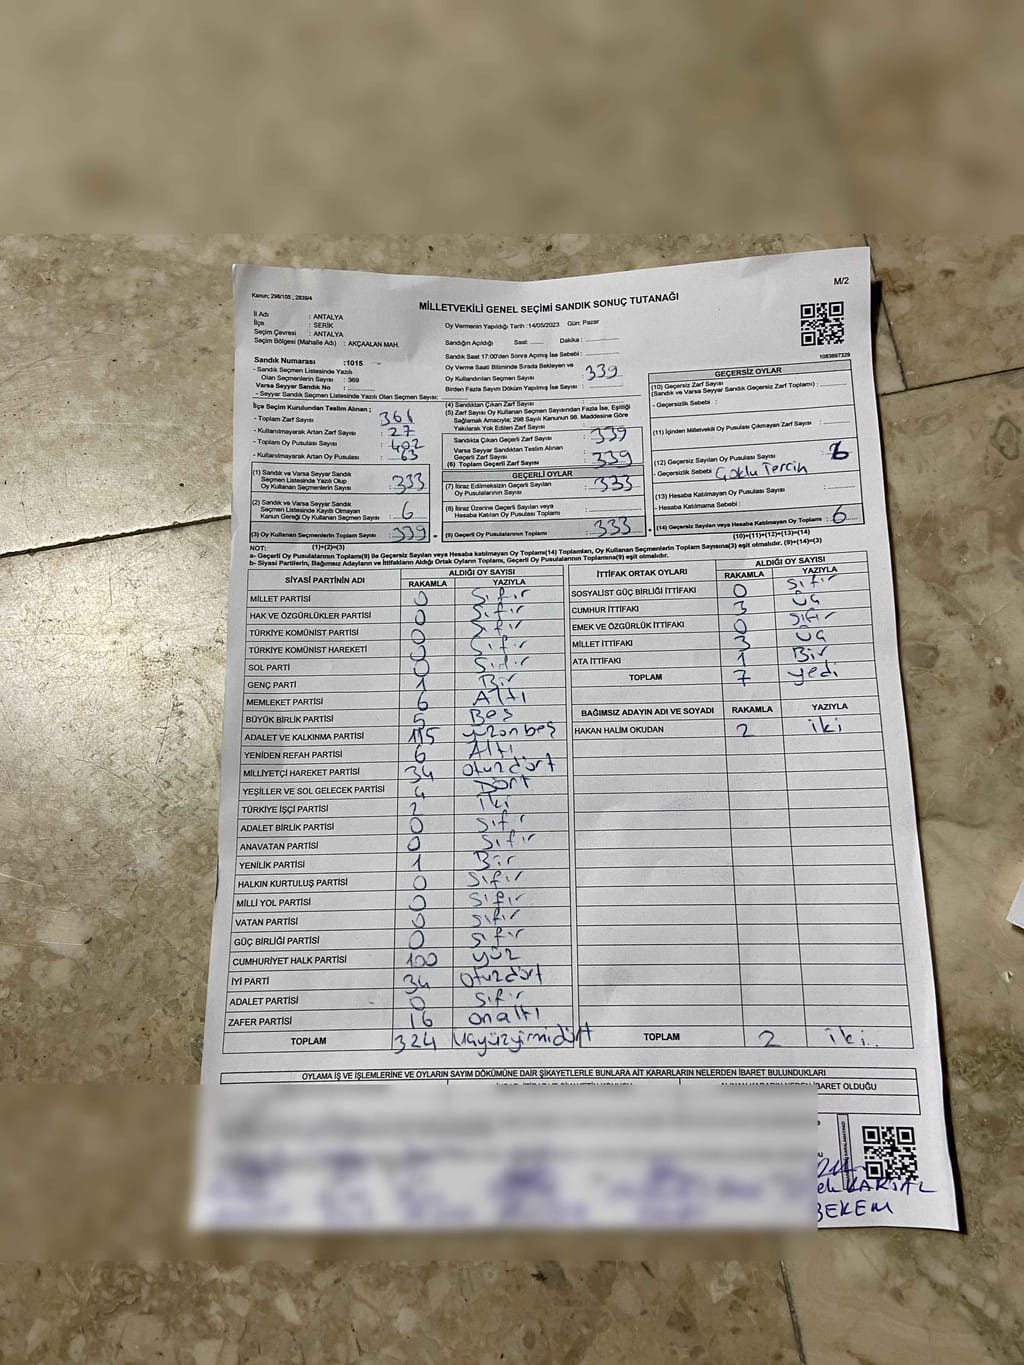 Kanun; 298/105 , 2839/4
M/2
MİLLETVEKİLİ GENEL SEÇİMİ SANDIK SONUÇ TUTANAĞI
İl Adı : ANTALYA
İlçe : SERİK
Seçim Çevresi : ANTALYA
Seçim Bölgesi (Mahalle Adı) : AKÇAALAN MAH.
Oy Vermenin Yapıldığı Tarih :14/05/2023 Gün: Pazar
Sandığın Açıldığı Saat: Dakika :
Sandık Saat 17:00'den Sonra Açılmış İse Sebebi :
1083697329
Sandık Numarası :1015
- Sandık Seçmen Listesinde Yazılı
Olan Seçmenlerin Sayısı : 369
Varsa Seyyar Sandık No :
- Seyyar Sandık Seçmen Listesinde Yazılı Olan Seçmen Sayısı:
Oy Verme Saati Bitiminde Sırada Bekleyen ve
Oy Kullandırılan Seçmen Sayısı : 339
Birden Fazla Sayım Döküm Yapılmış İse Sayısı :
İlçe Seçim Kurulundan Teslim Alınan ;
- Toplam Zarf Sayısı : 366
- Kullanılmayarak Artan Zarf Sayısı : 27
- Toplam Oy Pusulası Sayısı : 402
- Kullanılmayarak Artan Oy Pusulası : 63
(1) Sandık ve Varsa Seyyar Sandık
Seçmen Listesinde Yazılı Olup
Oy Kullanan Seçmenlerin Sayısı : 333
(2) Sandık ve Varsa Seyyar Sandık
Seçmen Listesinde Kayıtlı Olmayan
Kanun Gereği Oy Kullanan Seçmen Sayısı : 6
(3) Oy Kullanan Seçmenlerin Toplam Sayısı : 339
(1)+(2)=(3)
(4) Sandıktan Çıkan Zarf Sayısı :
(5) Zarf Sayısı Oy Kullanan Seçmen Sayısından Fazla İse, Eşitliği
Sağlamak Amacıyla; 298 Sayılı Kanunun 98. Maddesine Göre
Yakılarak Yok Edilen Zarf Sayısı :
Sandıkta Çıkan Geçerli Zarf Sayısı : 339
Varsa Seyyar Sandıktan Teslim Alınan
Geçerli Zarf Sayısı :
(6) Toplam Geçerli Zarf Sayısı : 339
GEÇERLİ OYLAR
(7) İtiraz Edilmeksizin Geçerli Sayılan
Oy Pusulalarının Sayısı : 333
(8) İtiraz Üzerine Geçerli Sayılan veya
Hesaba Katılan Oy Pusulası Toplamı :
(9) Geçerli Oy Pusulalarının Toplamı : 333
GEÇERSİZ OYLAR
(10) Geçersiz Zarf Sayısı
(Sandık ve Varsa Seyyar Sandık Geçersiz Zarf Toplamı) :
- Geçersizlik Sebebi :
(11) İçinden Milletvekili Oy Pusulası Çıkmayan Zarf Sayısı :
(12) Geçersiz Sayılan Oy Pusulası Sayısı : 6
- Geçersizlik Sebebi Çoklu Tercih
(13) Hesaba Katılmayan Oy Pusulası Sayısı :
- Hesaba Katılmama Sebebi :
(14) Geçersiz Sayılan veya Hesaba Katılmayan Oy Pusulası Toplamı : 6
(10)+(11)+(12)+(13)=(14)
NOT:
a- Geçerli Oy Pusulalarının Toplamı(9) ile Geçersiz Sayılan veya Hesaba katılmayan Oy Toplamı(14) Toplamları, Oy Kullanan Seçmenlerin Toplam Sayısına(3) eşit olmalıdır. (9)+(14)=(3)
b- Siyasi Partilerin, Bağımsız Adayların ve İttifakların Aldığı Ortak Oyların Toplamı, Geçerli Oy Pusulalarının Toplamına(9) eşit olmalıdır.
SİYASİ PARTİNİN ADI ALDIĞI OY SAYISI
RAKAMLA YAZIYLA
MİLLET PARTİSİ 0 Sıfır
HAK VE ÖZGÜRLÜKLER PARTİSİ 0 Sıfır
TÜRKİYE KOMÜNİST PARTİSİ 0 Sıfır
TÜRKİYE KOMÜNİST HAREKETİ 0 Sıfır
SOL PARTİ 0 Sıfır
GENÇ PARTİ 1 Bir
MEMLEKET PARTİSİ 6 Altı
BÜYÜK BİRLİK PARTİSİ 5 Beş
ADALET VE KALKINMA PARTİSİ 115 yüzonbeş
YENİDEN REFAH PARTİSİ 6 Altı
MİLLİYETÇİ HAREKET PARTİSİ 34 Otuzdört
YEŞİLLER VE SOL GELECEK PARTİSİ 4 Dört
TÜRKİYE İŞÇİ PARTİSİ 2 iki
ADALET BİRLİK PARTİSİ 0 Sıfır
ANAVATAN PARTİSİ 0 Sıfır
YENİLİK PARTİSİ 1 Bir
HALKIN KURTULUŞ PARTİSİ 0 Sıfır
MİLLİ YOL PARTİSİ 0 Sıfır
VATAN PARTİSİ 0 Sıfır
GÜÇ BİRLİĞİ PARTİSİ 0 Sıfır
CUMHURİYET HALK PARTİSİ 100 yüz
İYİ PARTİ 34 Otuzdört
ADALET PARTİSİ 0 Sıfır
ZAFER PARTİSİ 16 onaltı
TOPLAM 324 Üçyüzyirmidört
İTTİFAK ORTAK OYLARI ALDIĞI OY SAYISI
RAKAMLA YAZIYLA
SOSYALİST GÜÇ BİRLİĞİ İTTİFAKI 0 Sıfır
CUMHUR İTTİFAKI 3 Üç
EMEK VE ÖZGÜRLÜK İTTİFAKI 0 Sıfır
MİLLET İTTİFAKI 3 Üç
ATA İTTİFAKI 1 Bir
TOPLAM 7 yedi
BAĞIMSIZ ADAYIN ADI VE SOYADI RAKAMLA YAZIYLA
HAKAN HALİM OKUDAN 2 iki
TOPLAM 2 iki..
OYLAMA İŞ VE İŞLEMLERİNE VE OYLARIN SAYIM DÖKÜMÜNE DAİR ŞİKAYETLERLE BUNLARA AİT KARARLARIN NELERDEN İBARET BULUNDUKLARI
İBARET OLDUĞU
KARSAL
BEKEM